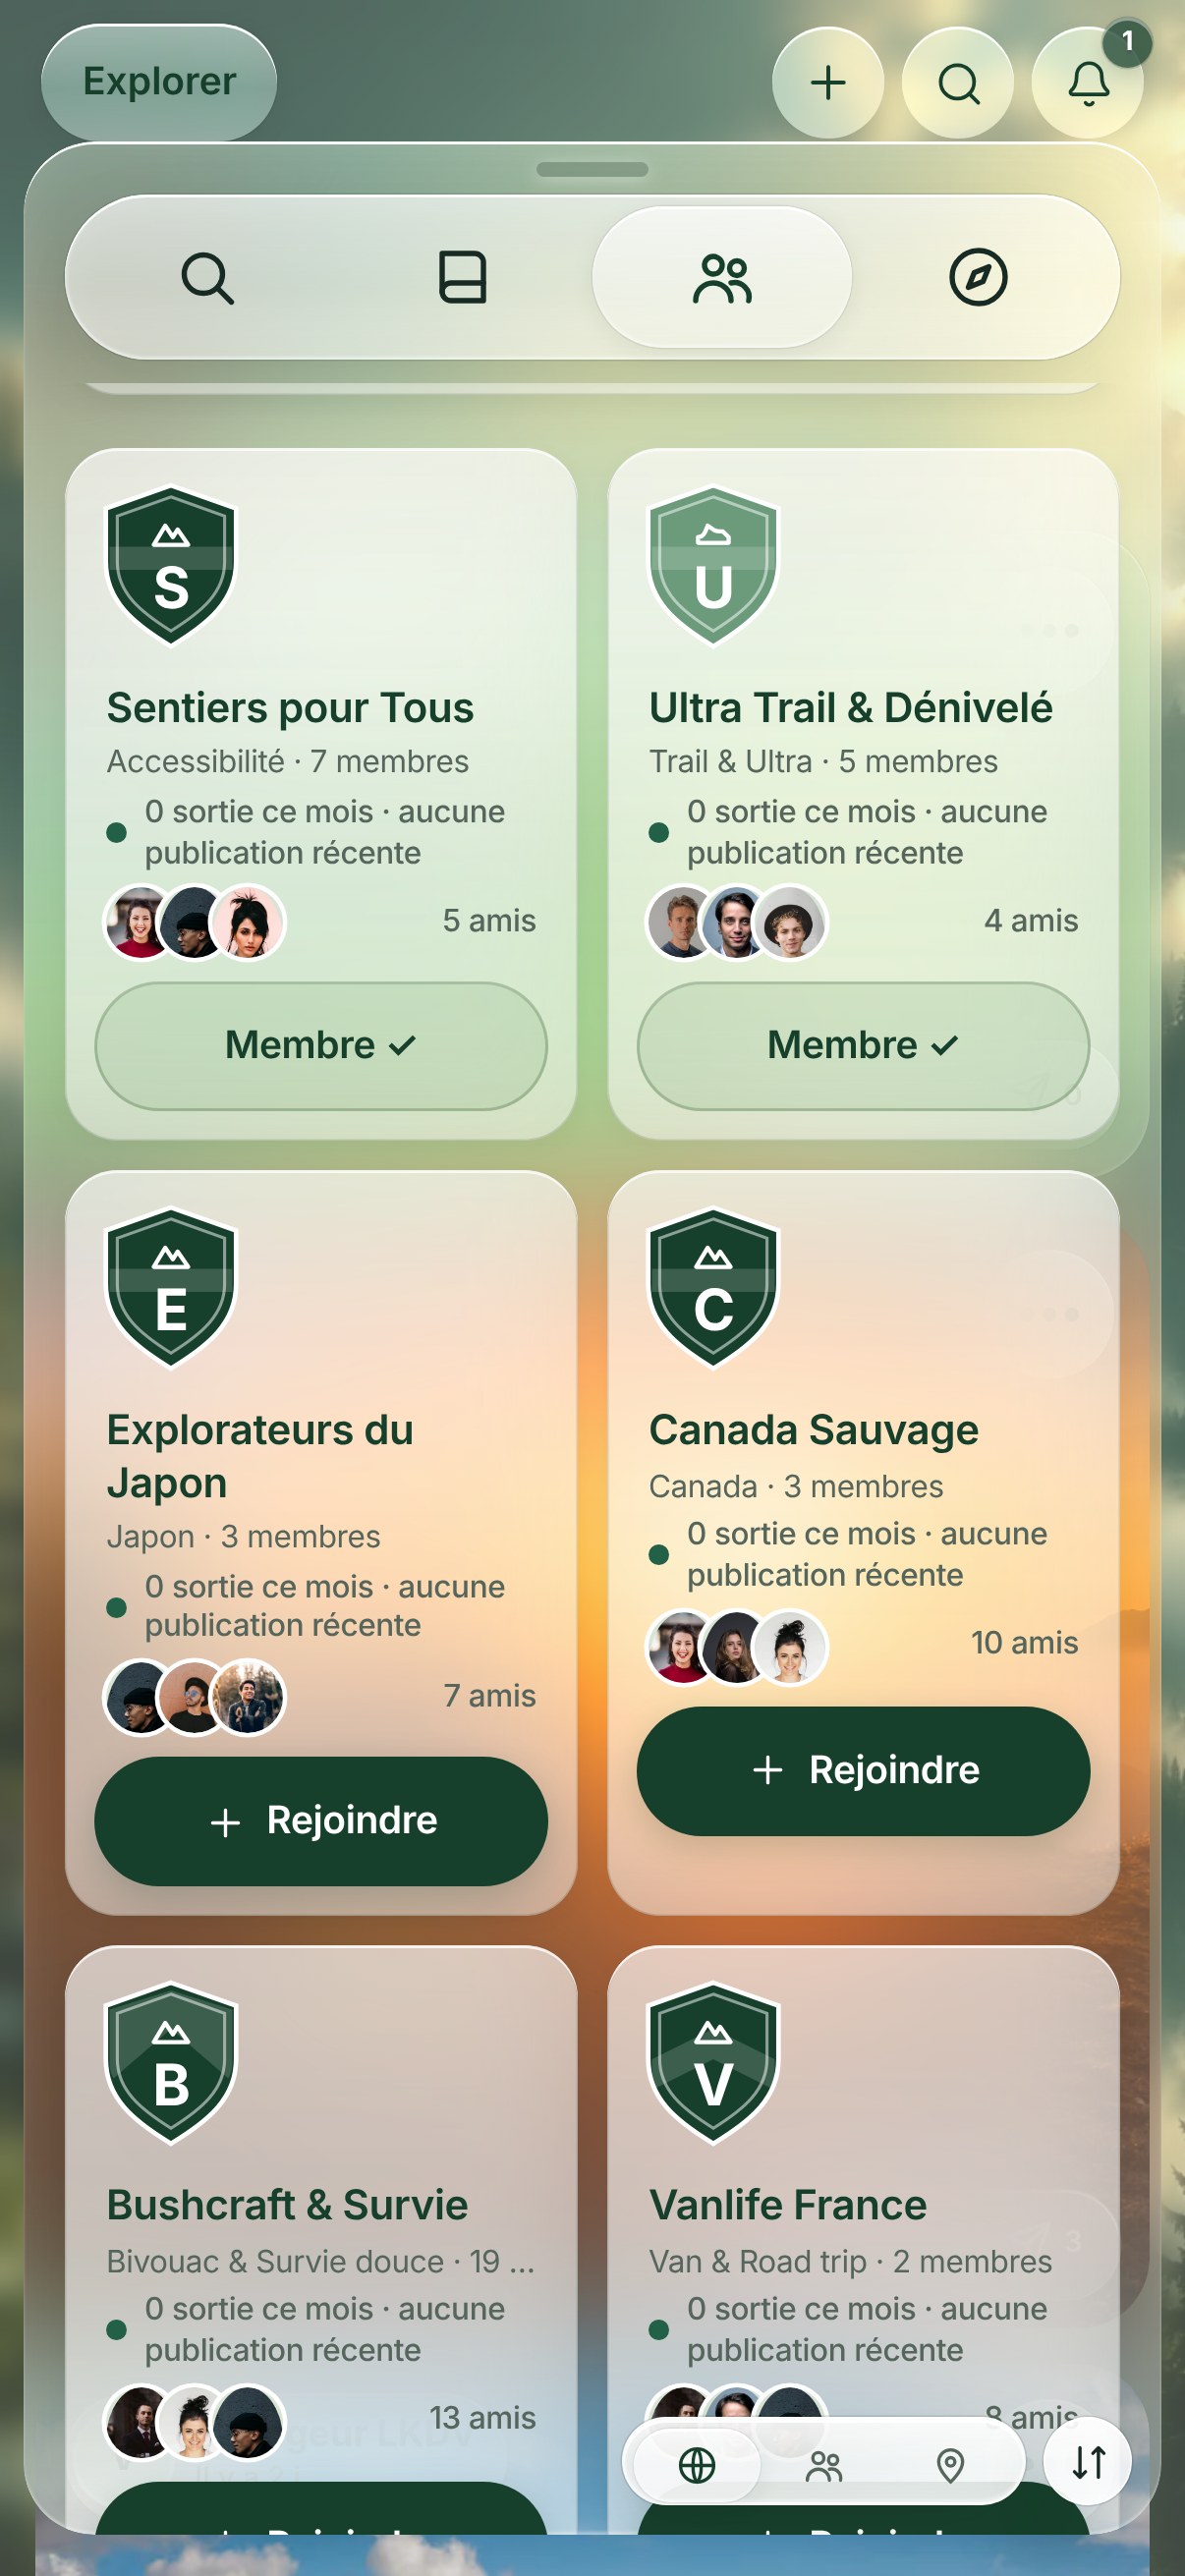 Explorer
1
S
Sentiers pour Tous
Accessibilité · 7 membres
0 sortie ce mois · aucune
publication récente
5 amis
Membre ✓
U
Ultra Trail & Dénivelé
Trail & Ultra · 5 membres
0 sortie ce mois · aucune
publication récente
4 amis
Membre ✓
0
E
Explorateurs du
Japon
Japon · 3 membres
0 sortie ce mois · aucune
publication récente
7 amis
+ Rejoindre
C
Canada Sauvage
Canada · 3 membres
0 sortie ce mois · aucune
publication récente
10 amis
+ Rejoindre
B
Bushcraft & Survie
Bivouac & Survie douce · 19 ...
0 sortie ce mois · aucune
publication récente
13 amis
V
Vanlife France
Van & Road trip · 2 membres
3
0 sortie ce mois · aucune
publication récente
8 amis